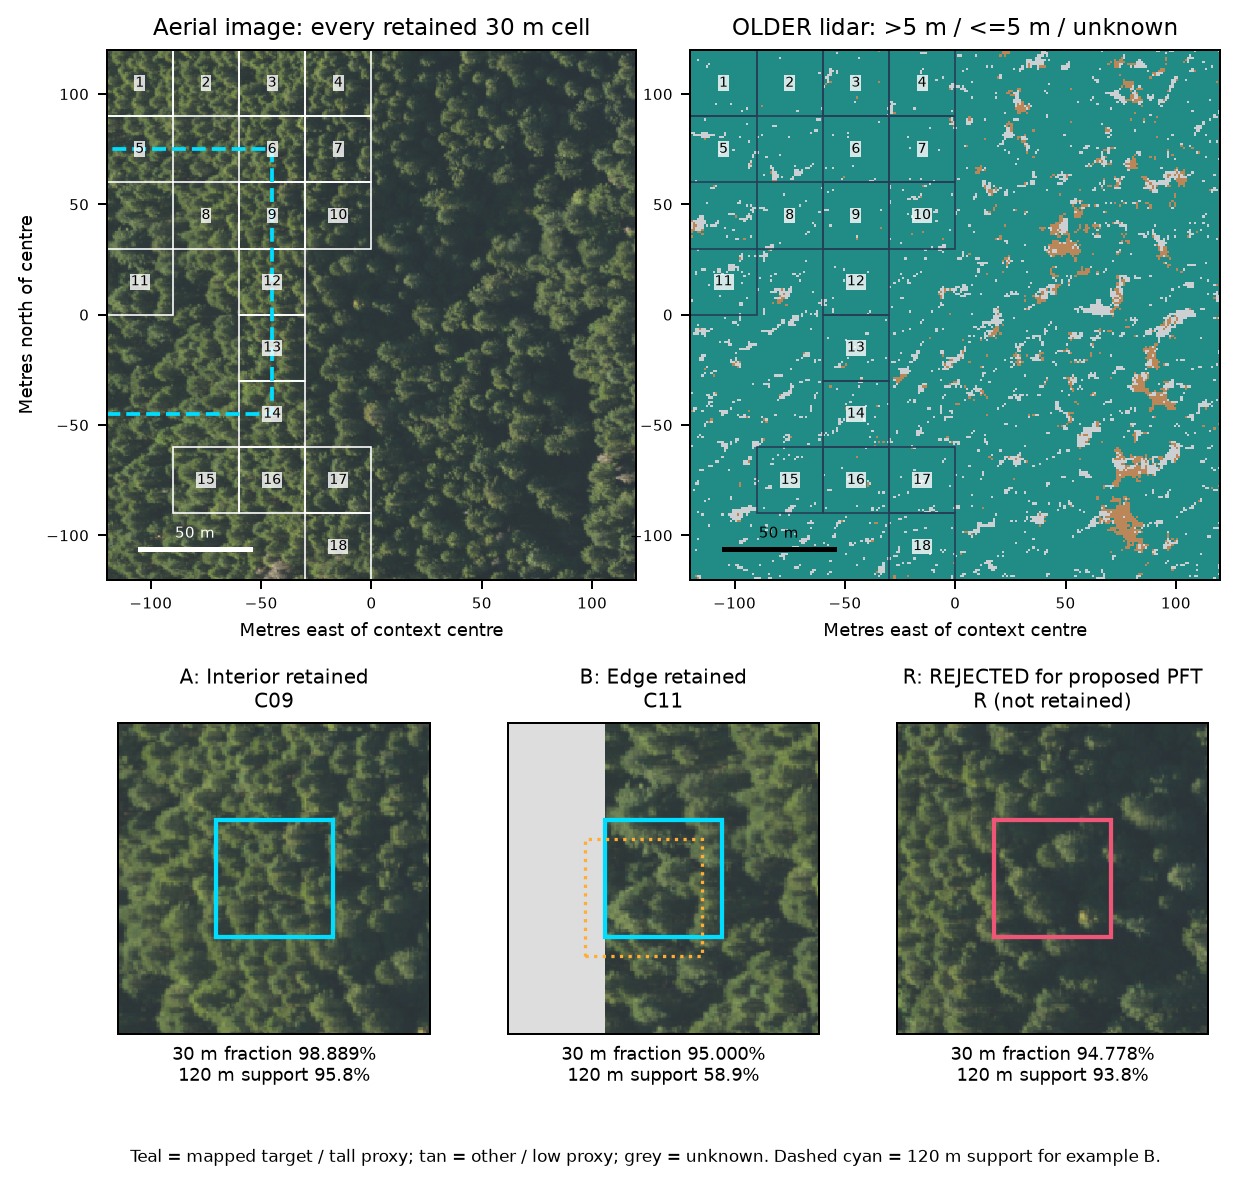 Aerial image: every retained 30 m cell
OLDER lidar: >5 m / <=5 m / unknown
Metres north of centre
100
50
0
−50
−100
1
2
3
4
5
6
7
8
9
10
11
12
13
14
15
16
17
18
50 m
−100
−50
0
50
100
Metres east of context centre
100
50
0
−50
−100
1
2
3
4
5
6
7
8
9
10
11
12
13
14
15
16
17
18
50 m
−100
−50
0
50
100
Metres east of context centre
A: Interior retained
C09
30 m fraction 98.889%
120 m support 95.8%
B: Edge retained
C11
30 m fraction 95.000%
120 m support 58.9%
R: REJECTED for proposed PFT
R (not retained)
30 m fraction 94.778%
120 m support 93.8%
Teal = mapped target / tall proxy; tan = other / low proxy; grey = unknown. Dashed cyan = 120 m support for example B.